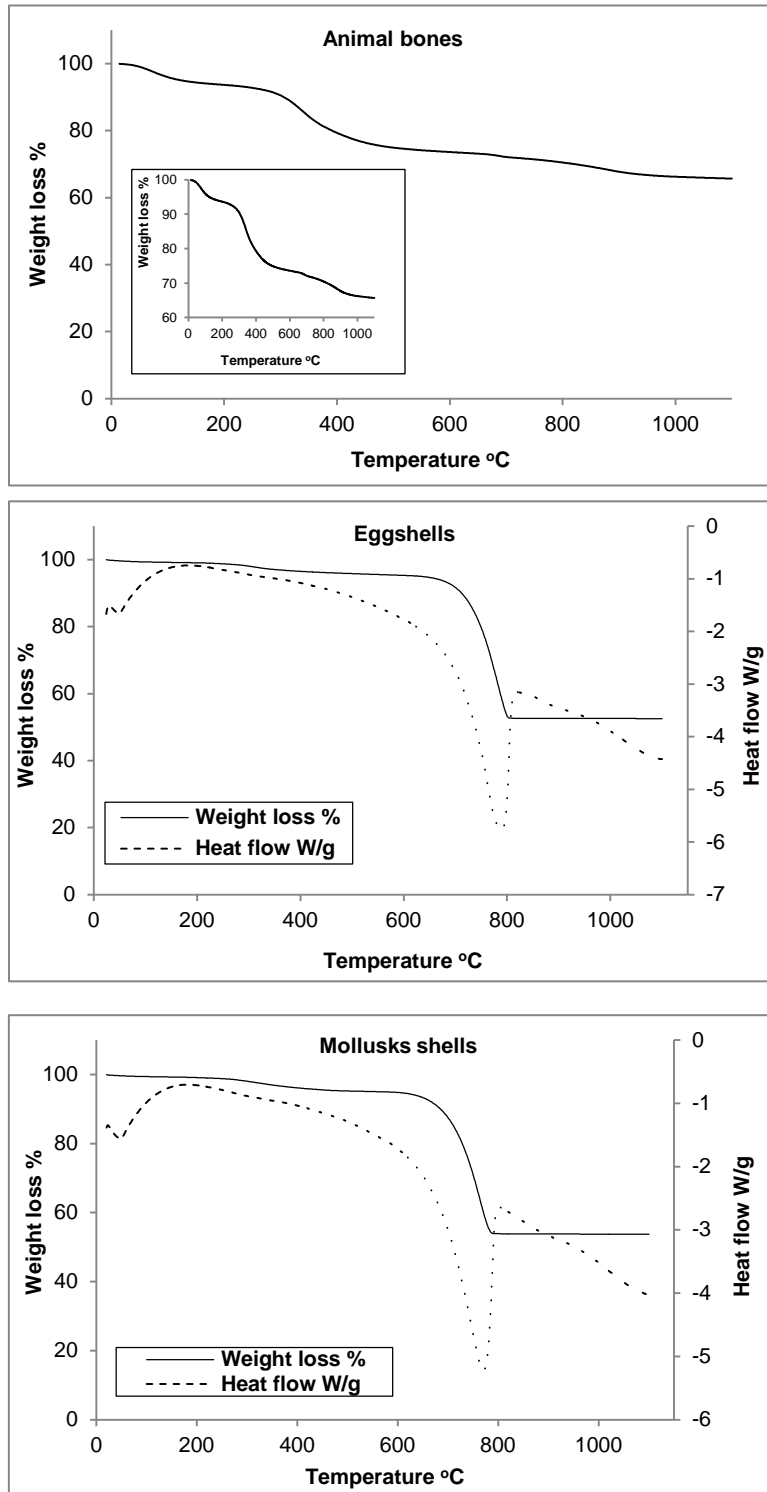 Animal bones
Weight loss %
100
80
60
40
20
0
0 200 400 600 800 1000
Temperature ºC
Weight loss %
100
90
80
70
60
0 200 400 600 800 1000
Temperature ºC
Eggshells
Weight loss %
100
80
60
40
20
0
0 200 400 600 800 1000
Temperature ºC
Heat flow W/g
0
-1
-2
-3
-4
-5
-6
-7
Weight loss %
Heat flow W/g
Mollusks shells
Weight loss %
100
80
60
40
20
0
0 200 400 600 800 1000
Temperature ºC
Heat flow W/g
0
-1
-2
-3
-4
-5
-6
Weight loss %
Heat flow W/g